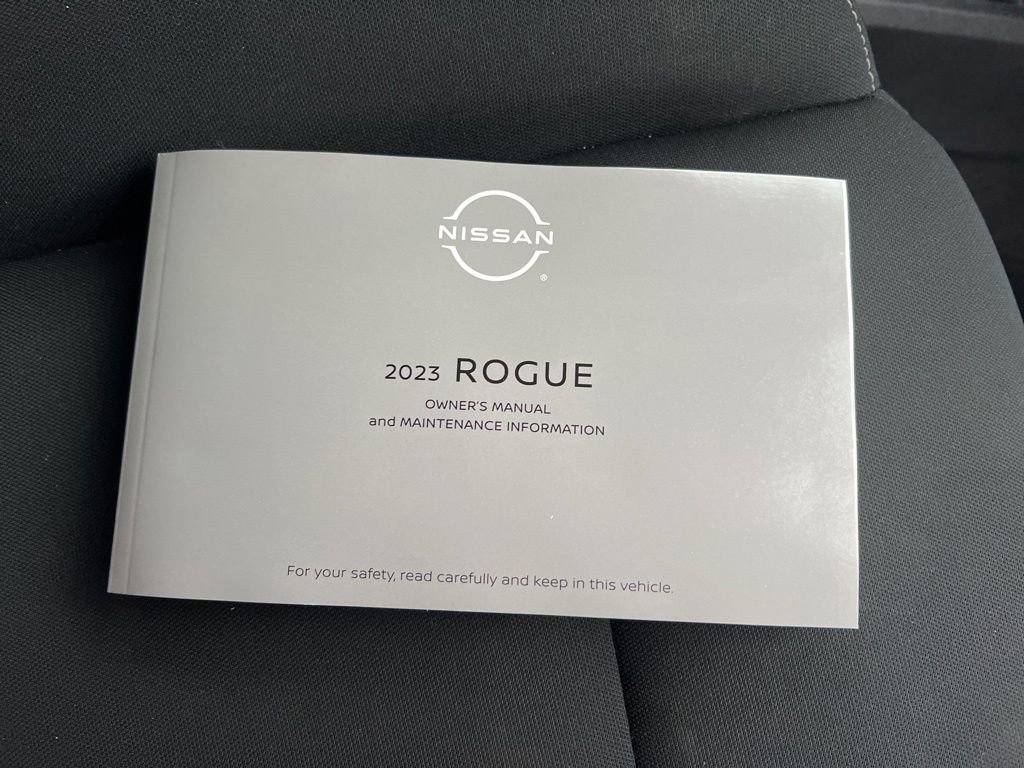 NISSAN
®
2023 ROGUE
OWNER'S MANUAL
and MAINTENANCE INFORMATION
For your safety, read carefully and keep in this vehicle.